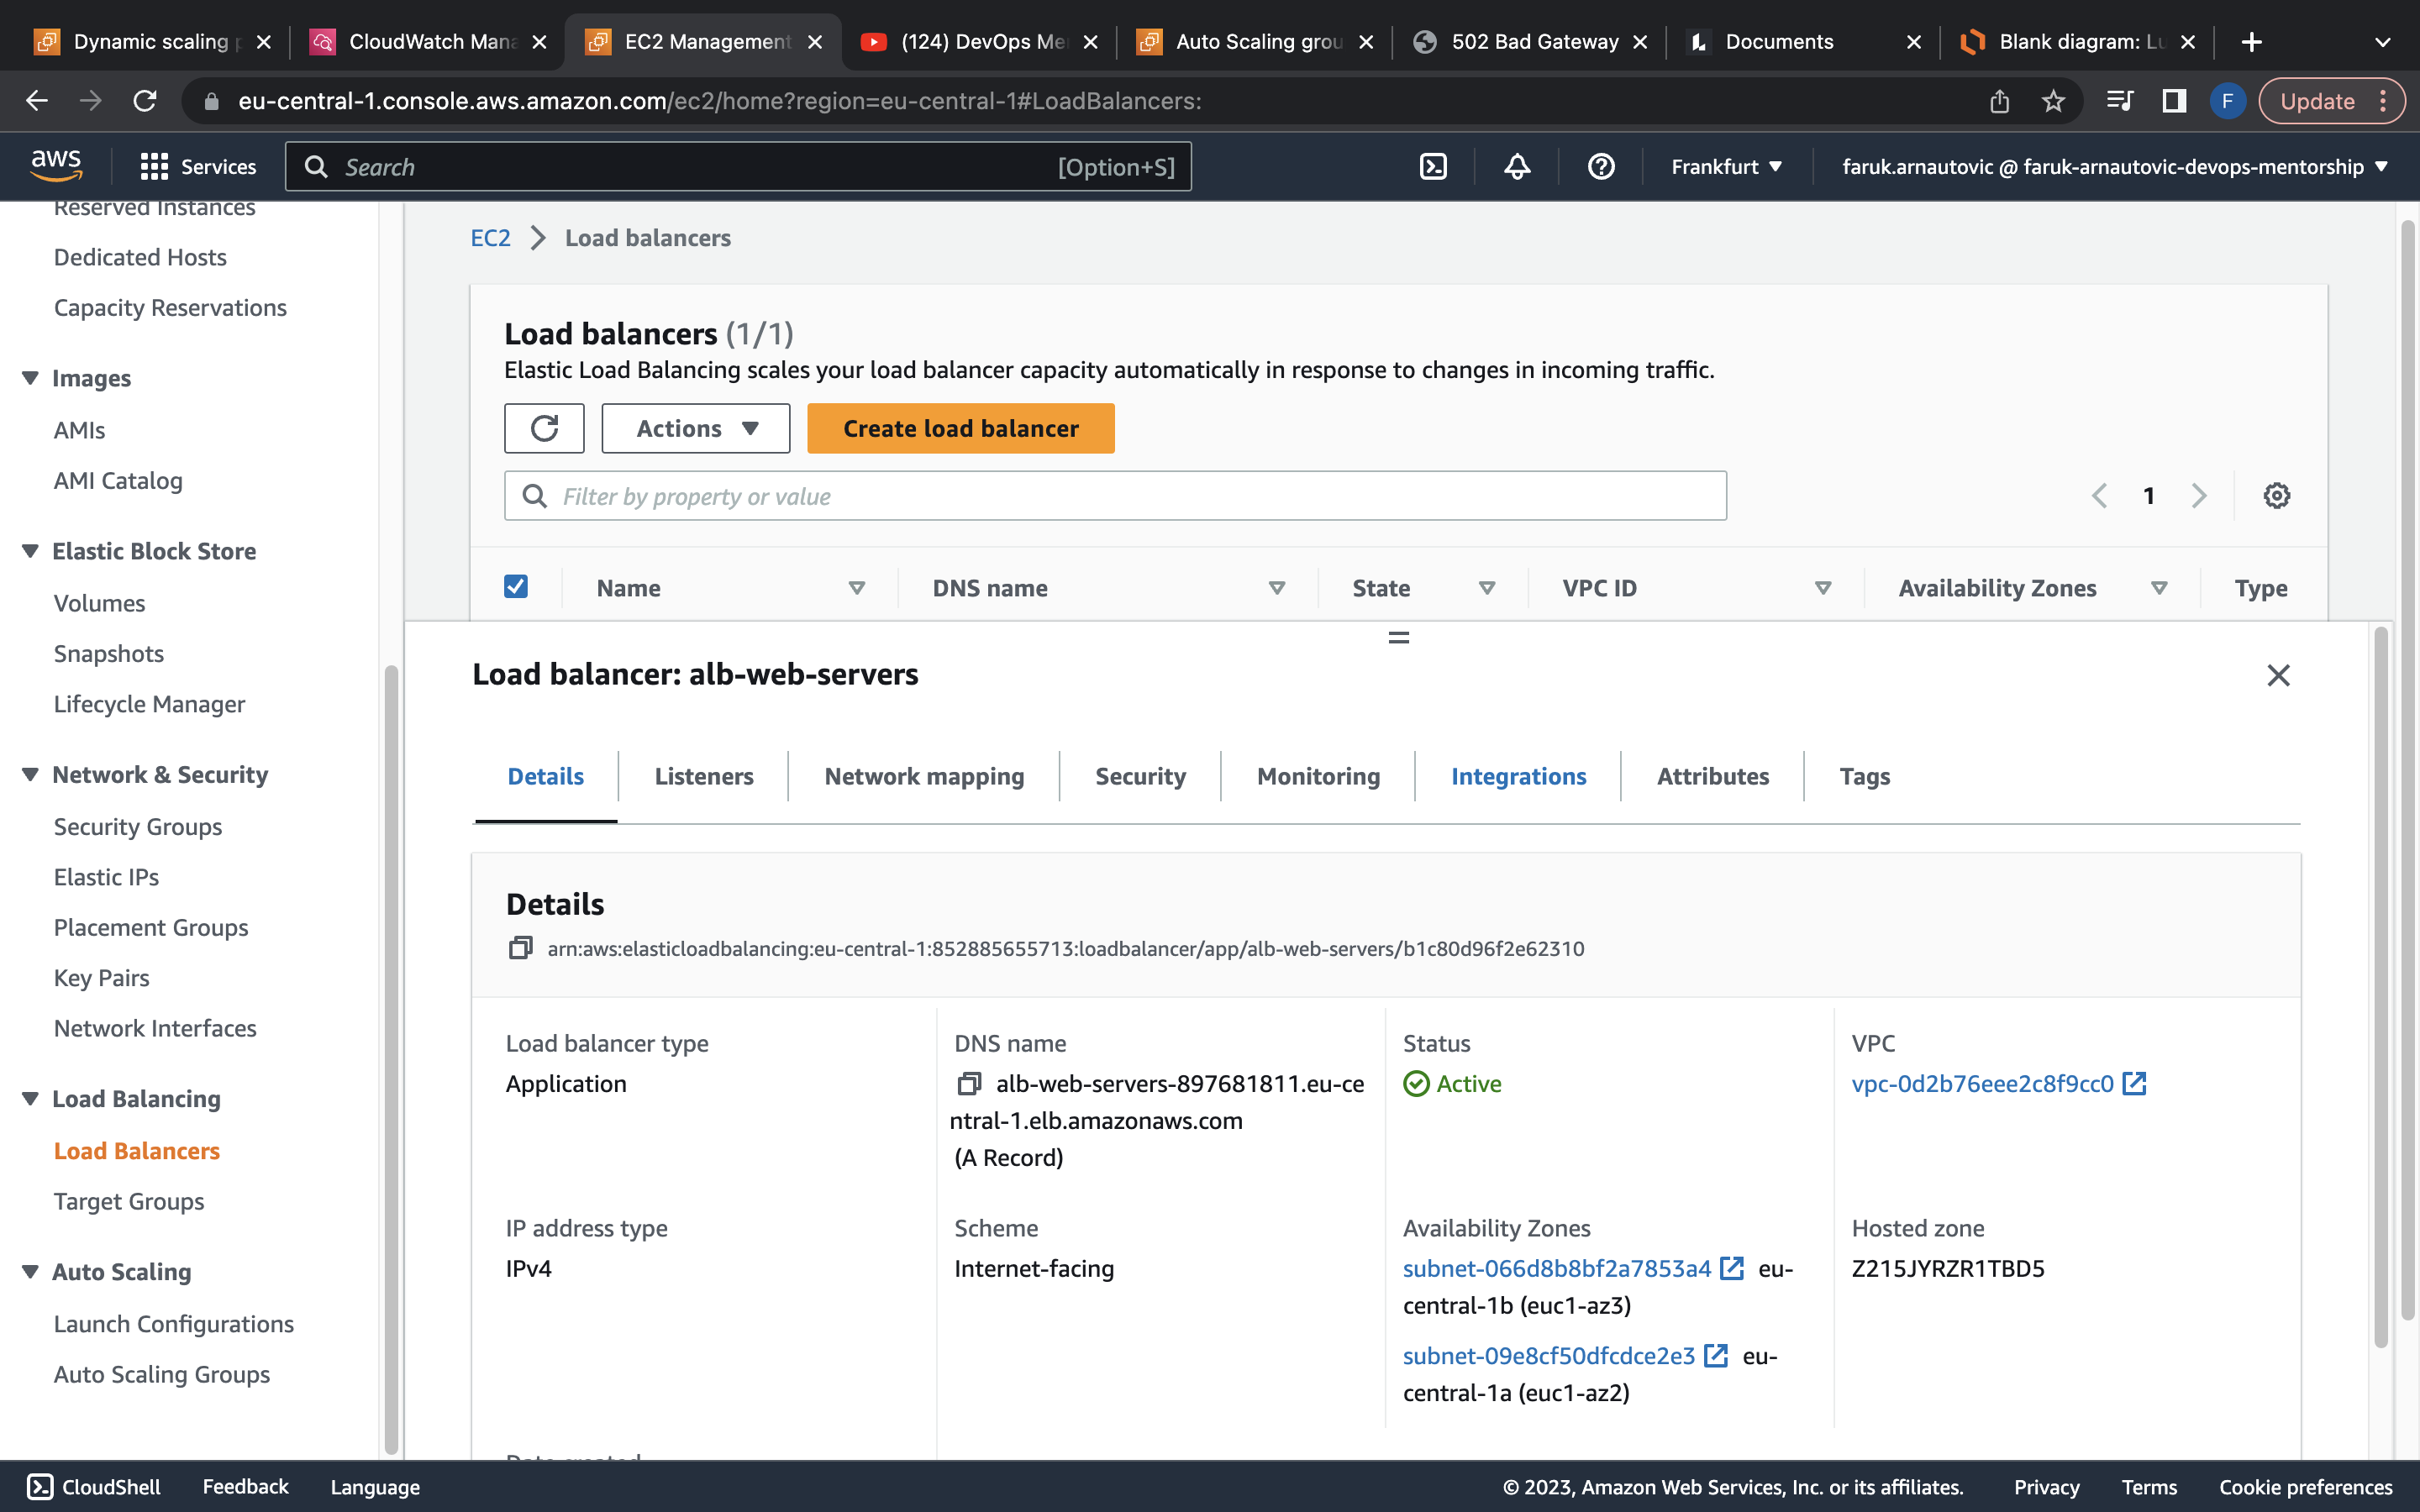 Dynamic scaling p
CloudWatch Mana
EC2 Management
(124) DevOps Me
Auto Scaling grou
502 Bad Gateway
Documents
Blank diagram: Lu
eu-central-1.console.aws.amazon.com/ec2/home?region=eu-central-1#LoadBalancers:
F
Update
aws
Services
Search
[Option+S]
Frankfurt
faruk.arnautovic @ faruk-arnautovic-devops-mentorship
Reserved Instances
Dedicated Hosts
Capacity Reservations
Images
AMIs
AMI Catalog
Elastic Block Store
Volumes
Snapshots
Lifecycle Manager
Network & Security
Security Groups
Elastic IPs
Placement Groups
Key Pairs
Network Interfaces
Load Balancing
Load Balancers
Target Groups
Auto Scaling
Launch Configurations
Auto Scaling Groups
EC2
Load balancers
Load balancers (1/1)
Elastic Load Balancing scales your load balancer capacity automatically in response to changes in incoming traffic.
Actions
Create load balancer
Filter by property or value
1
Name
DNS name
State
VPC ID
Availability Zones
Type
Load balancer: alb-web-servers
Details
Listeners
Network mapping
Security
Monitoring
Integrations
Attributes
Tags
Details
arn:aws:elasticloadbalancing:eu-central-1:852885655713:loadbalancer/app/alb-web-servers/b1c80d96f2e62310
Load balancer type
Application
DNS name
alb-web-servers-897681811.eu-ce
ntral-1.elb.amazonaws.com
(A Record)
Status
Active
VPC
vpc-0d2b76eee2c8f9cc0
IP address type
IPv4
Scheme
Internet-facing
Availability Zones
subnet-066d8b8bf2a7853a4 eu-
central-1b (euc1-az3)
subnet-09e8cf50dfcdce2e3 eu-
central-1a (euc1-az2)
Hosted zone
Z215JYRZR1TBD5
Date created
CloudShell
Feedback
Language
© 2023, Amazon Web Services, Inc. or its affiliates.
Privacy
Terms
Cookie preferences